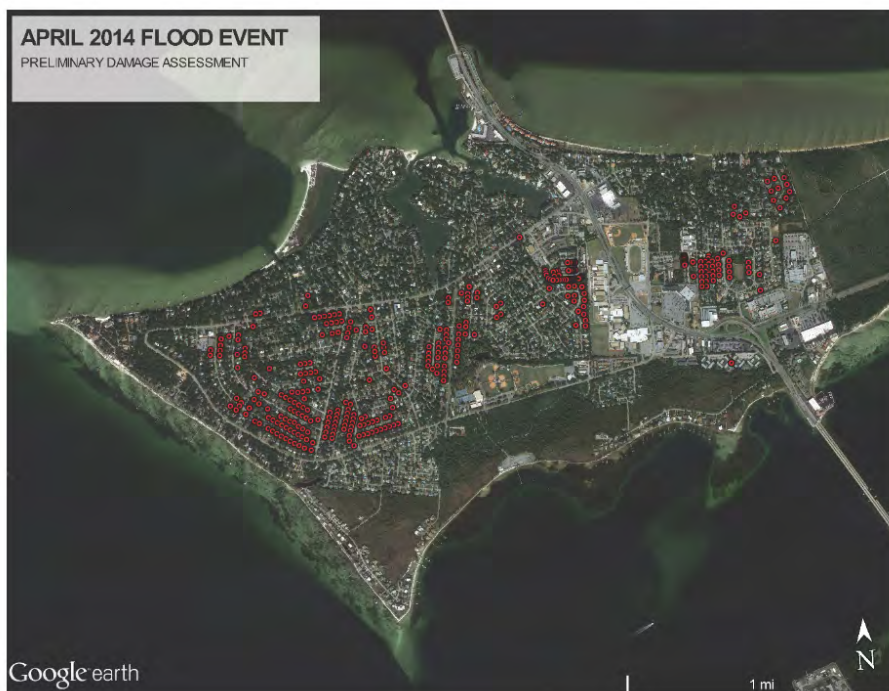 APRIL 2014 FLOOD EVENT
PRELIMINARY DAMAGE ASSESSMENT
N
Google earth
1 mi